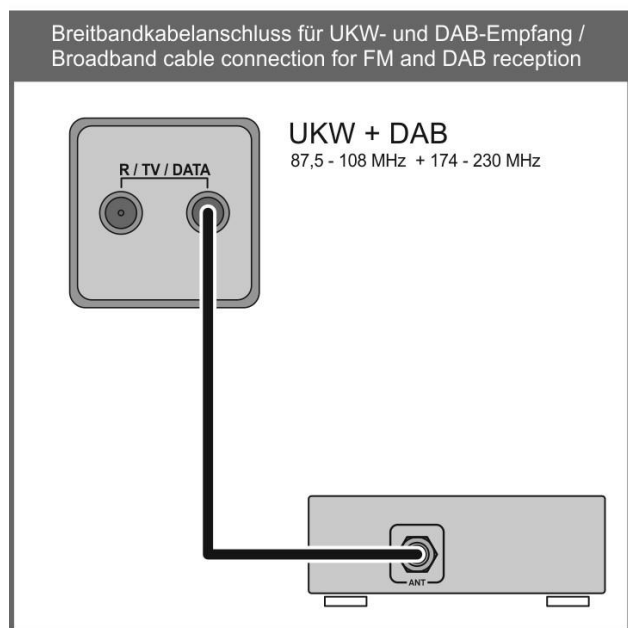 Breitbandkabelanschluss für UKW- und DAB-Empfang /
Broadband cable connection for FM and DAB reception
UKW + DAB
87,5 - 108 MHz + 174 - 230 MHz
R / TV / DATA
ANT